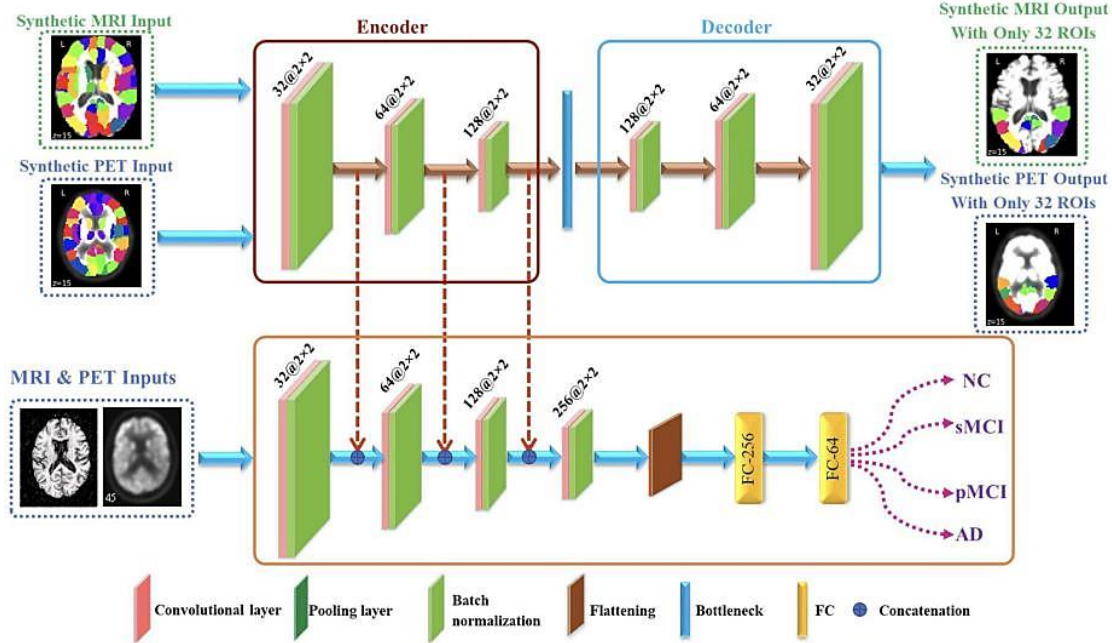 Synthetic MRI Input
L R
z=15
Synthetic PET Input
L R
z=15
Encoder
32@2×2
64@2×2
128@2×2
Decoder
128@2×2
64@2×2
32@2×2
Synthetic MRI Output
With Only 32 ROIs
L R
z=15
Synthetic PET Output
With Only 32 ROIs
L R
z=15
MRI & PET Inputs
45
32@2×2
64@2×2
128@2×2
256@2×2
FC-256
FC-64
NC
sMCI
pMCI
AD
Convolutional layer
Pooling layer
Batch
normalization
Flattening
Bottleneck
FC
Concatenation